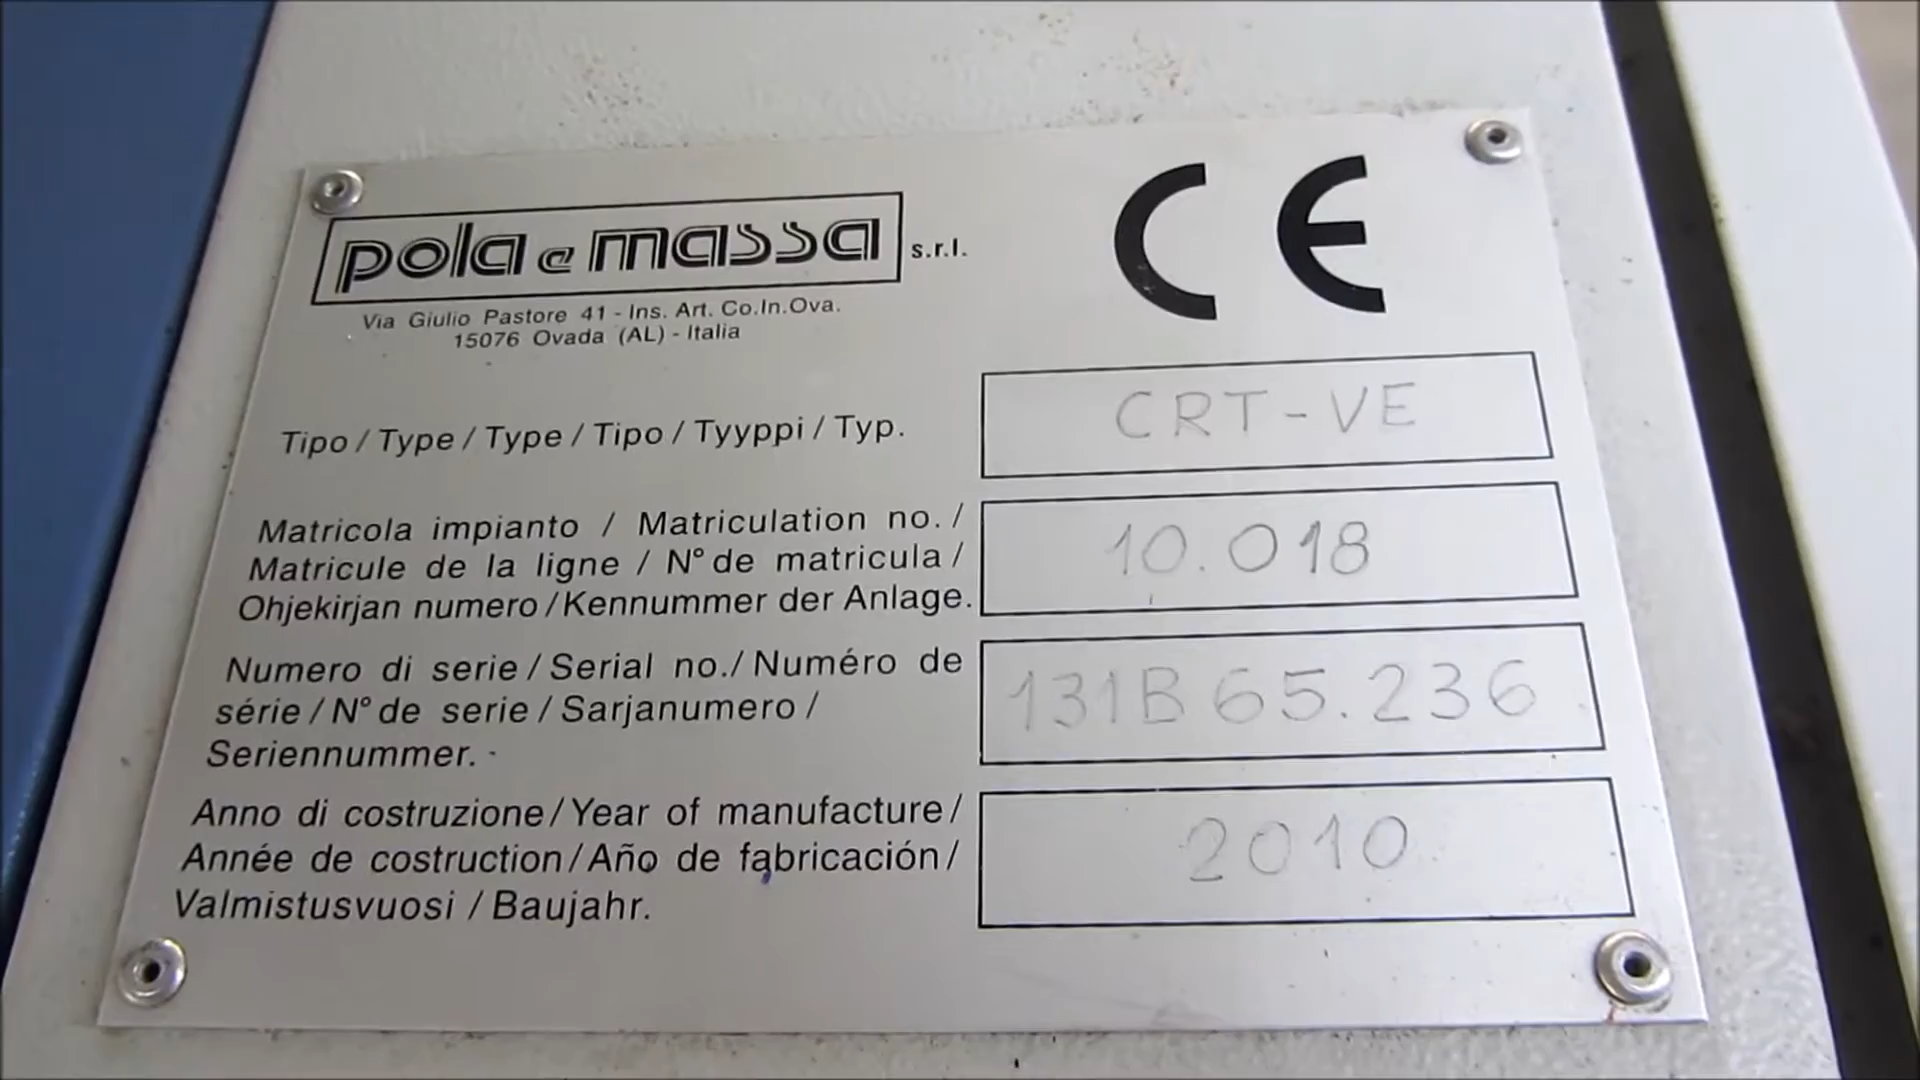 pola e massa s.r.l.
Via Giulio Pastore 41 - Ins. Art. Co.In.Ova.
15076 Ovada (AL) - Italia
CE
Tipo / Type / Type / Tipo / Tyyppi / Typ.
CRT-VE
Matricola impianto / Matriculation no. /
Matricule de la ligne / N° de matricula /
Ohjekirjan numero / Kennummer der Anlage.
10.018
Numero di serie / Serial no. / Numéro de
série / N° de serie / Sarjanumero /
Seriennummer.
131B65.236
Anno di costruzione / Year of manufacture /
Année de costruction / Año de fabricación /
Valmistusvuosi / Baujahr.
2010